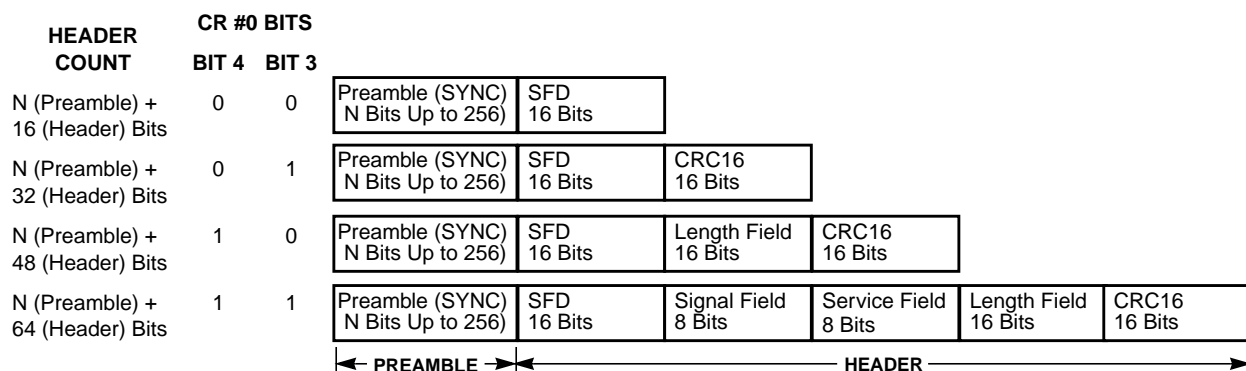 HEADER
COUNT
CR #0 BITS
BIT 4 BIT 3
N (Preamble) +
16 (Header) Bits
0 0
Preamble (SYNC)
N Bits Up to 256)
SFD
16 Bits
N (Preamble) +
32 (Header) Bits
0 1
Preamble (SYNC)
N Bits Up to 256)
SFD
16 Bits
CRC16
16 Bits
N (Preamble) +
48 (Header) Bits
1 0
Preamble (SYNC)
N Bits Up to 256)
SFD
16 Bits
Length Field
16 Bits
CRC16
16 Bits
N (Preamble) +
64 (Header) Bits
1 1
Preamble (SYNC)
N Bits Up to 256)
SFD
16 Bits
Signal Field
8 Bits
Service Field
8 Bits
Length Field
16 Bits
CRC16
16 Bits
PREAMBLE
HEADER